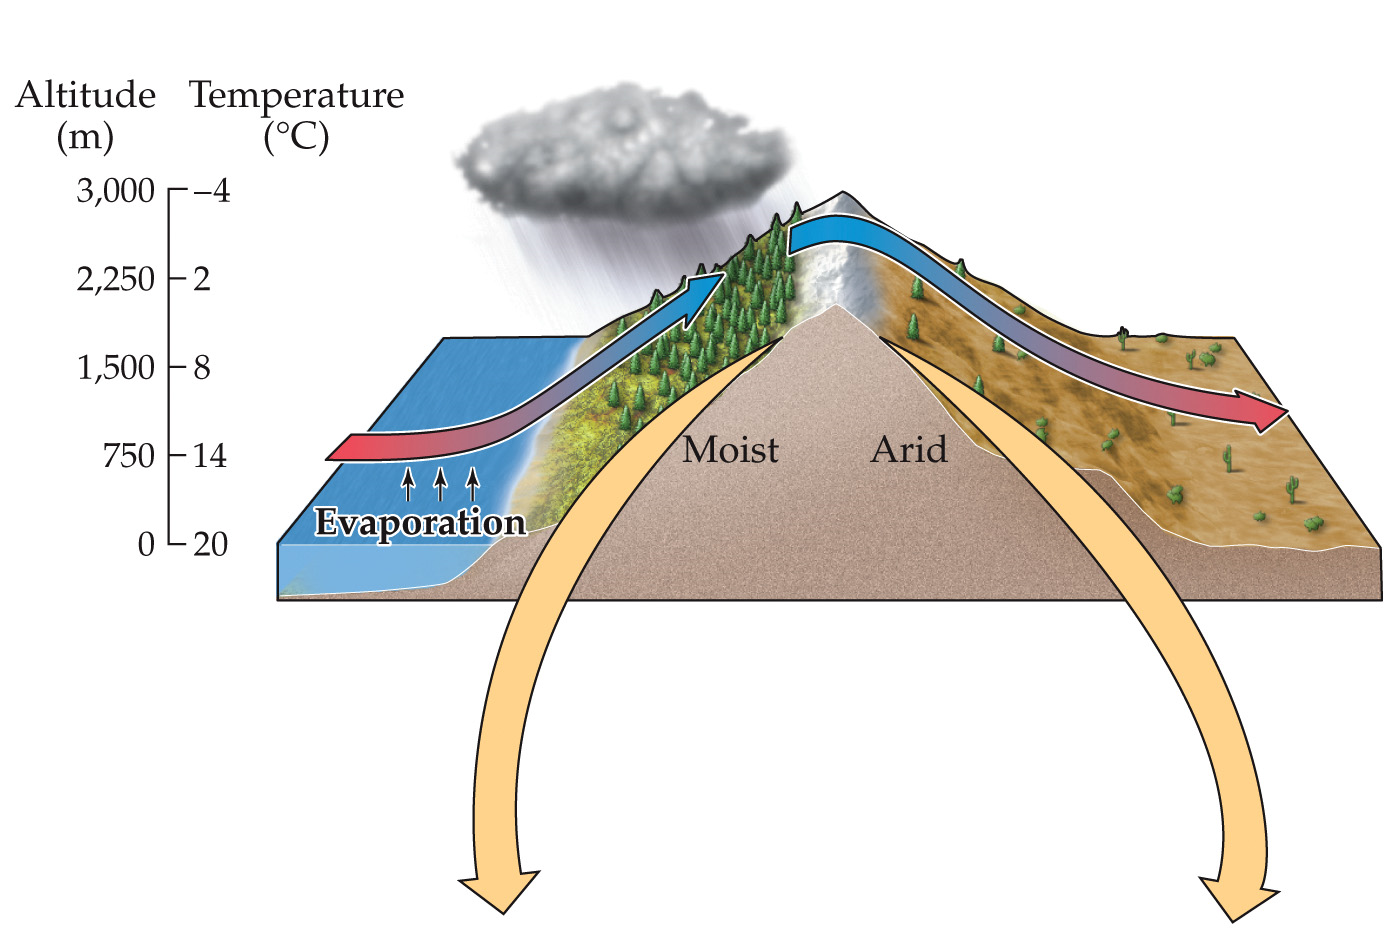 Altitude Temperature
(m) (°C)
3,000 –4
2,250 2
1,500 8
750 14
0 20
Moist Arid
Evaporation